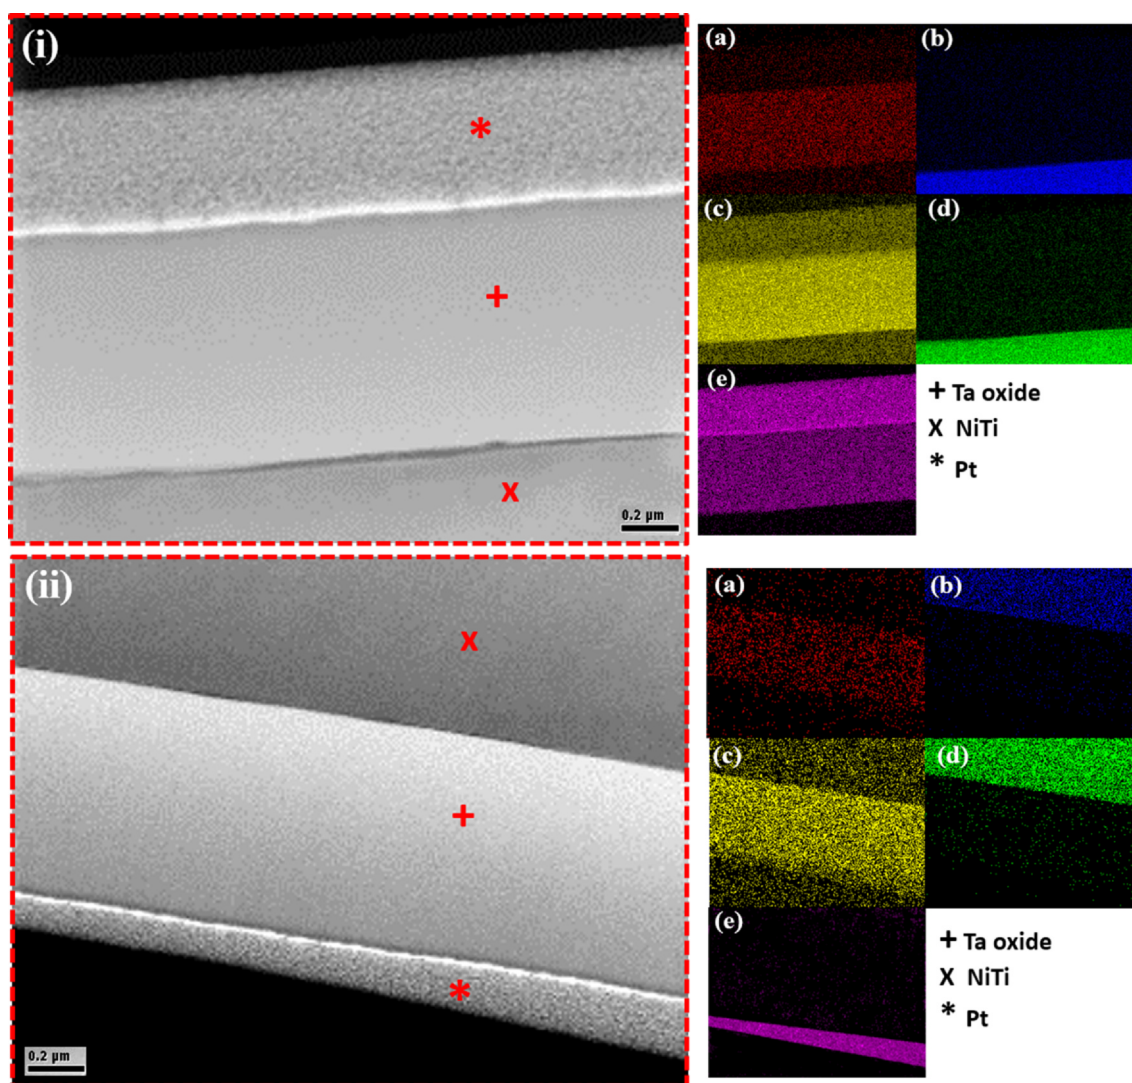 (i)
*
+
x
0.2 µm
(a)
(b)
(c)
(d)
(e)
+ Ta oxide
X NiTi
* Pt
(ii)
x
+
*
0.2 µm
(a)
(b)
(c)
(d)
(e)
+ Ta oxide
X NiTi
* Pt